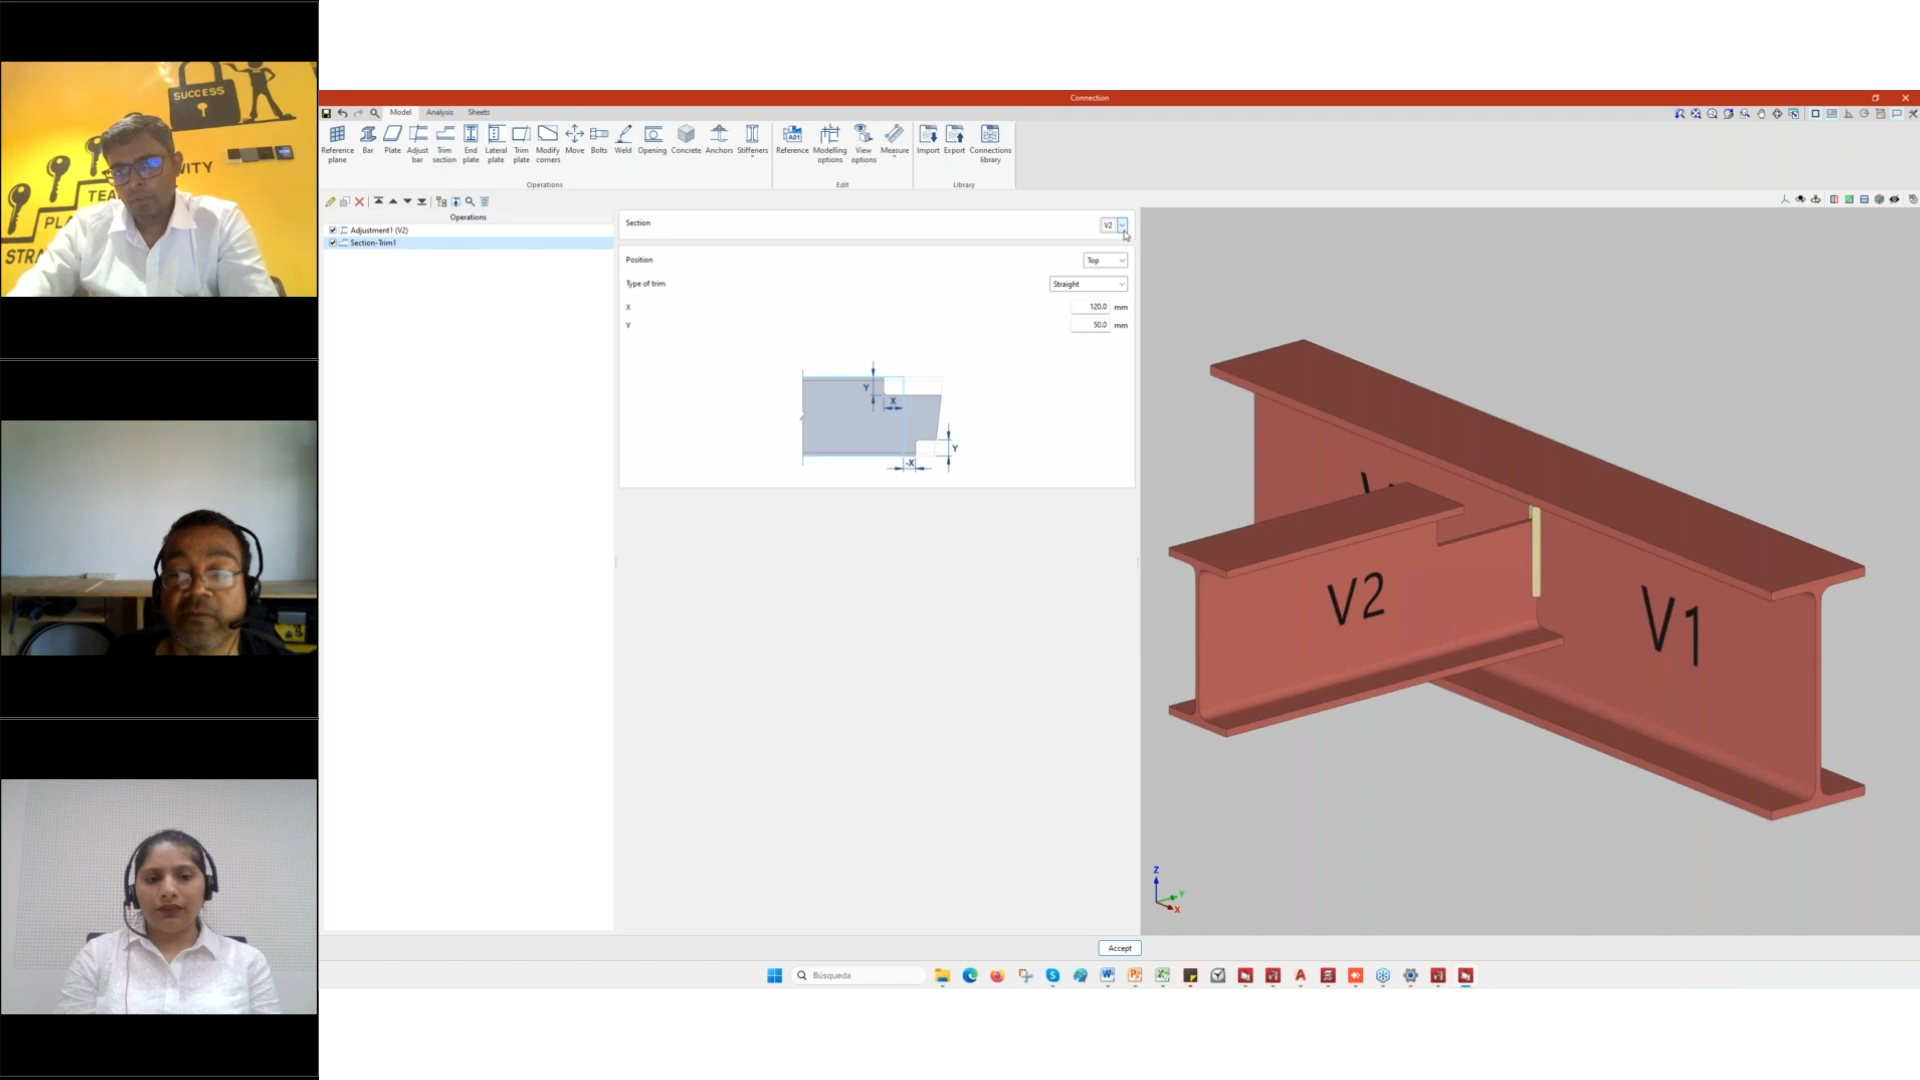 SUCCESS
VITY
TEA
PLA
STRA
Connection
Model Analysis Sheets
Reference plane
Bar
Plate
Adjust bar
Trim section
End plate
Lateral plate
Trim plate
Modify corners
Move
Bolts
Weld
Opening
Concrete
Anchors
Stiffeners
Reference
Modelling options
View options
Measure
Import
Export
Connections library
Operations
Edit
Library
Operations
Adjustment1 (V2)
Section-Trim1
Section
V2
Position
Top
Type of trim
Straight
X 120.0 mm
Y 50.0 mm
Y
X
Y
-X
V2
V1
Z
Y
X
Accept
Búsqueda